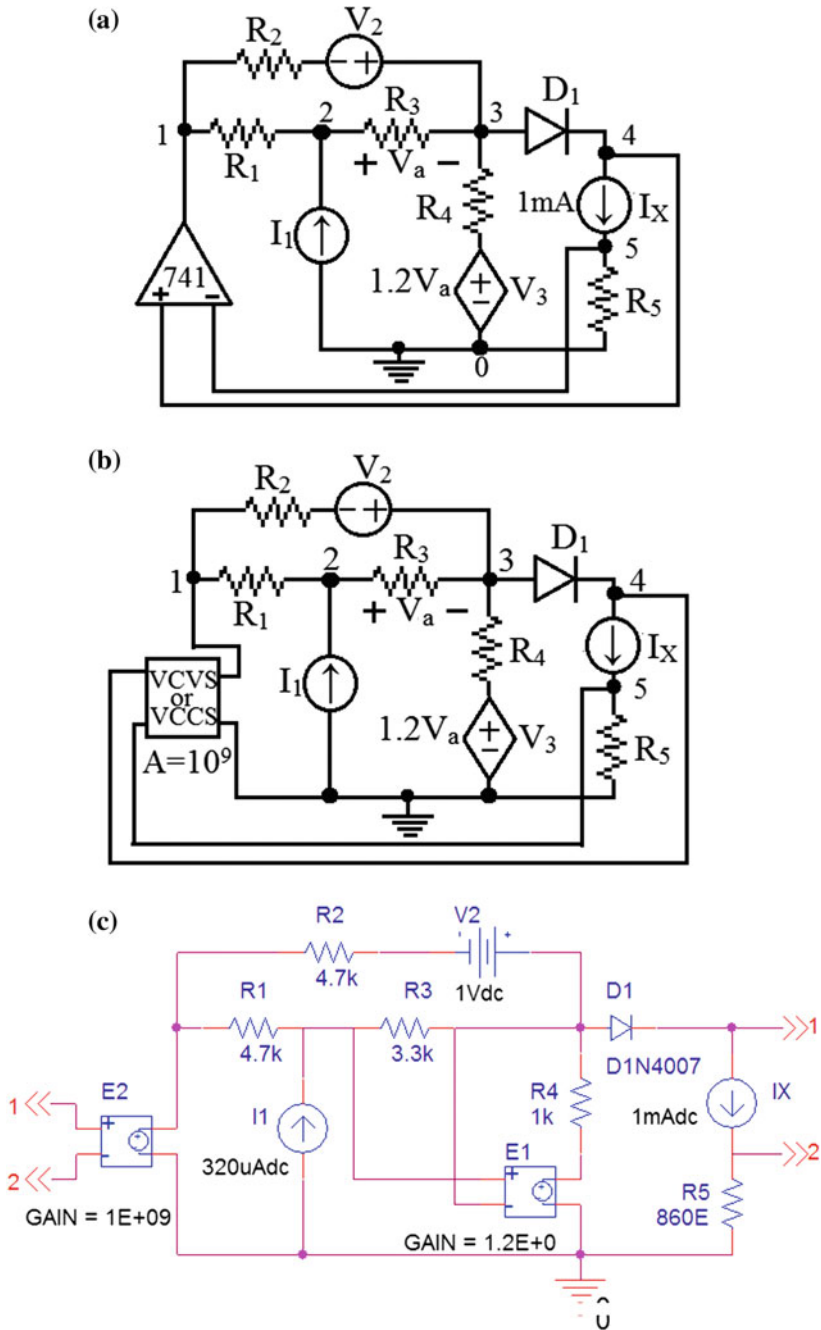 (a)
V2
R2
R3
D1
1
2
3
4
R1
+ Va −
R4
1mA
IX
I1
5
741
+ −
1.2Va
+
−
V3
R5
0
(b)
V2
R2
R3
D1
1
2
3
4
R1
+ Va −
R4
IX
VCVS
or
VCCS
I1
5
1.2Va
+
−
V3
R5
A=10⁹
(c)
R2
V2
- +
4.7k
1Vdc
R1
R3
D1
4.7k
3.3k
D1N4007
1
E2
R4
1k
IX
1mAdc
1
+
−
I1
320uAdc
E1
+
−
2
2
R5
860E
GAIN = 1E+09
GAIN = 1.2E+0